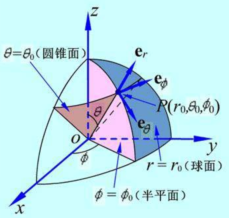 z
θ=θ₀(圆锥面)
e_r
e_ϕ
P(r₀,θ₀,ϕ₀)
θ
e_θ
o
y
ϕ
r=r₀(球面)
ϕ=ϕ₀(半平面)
x